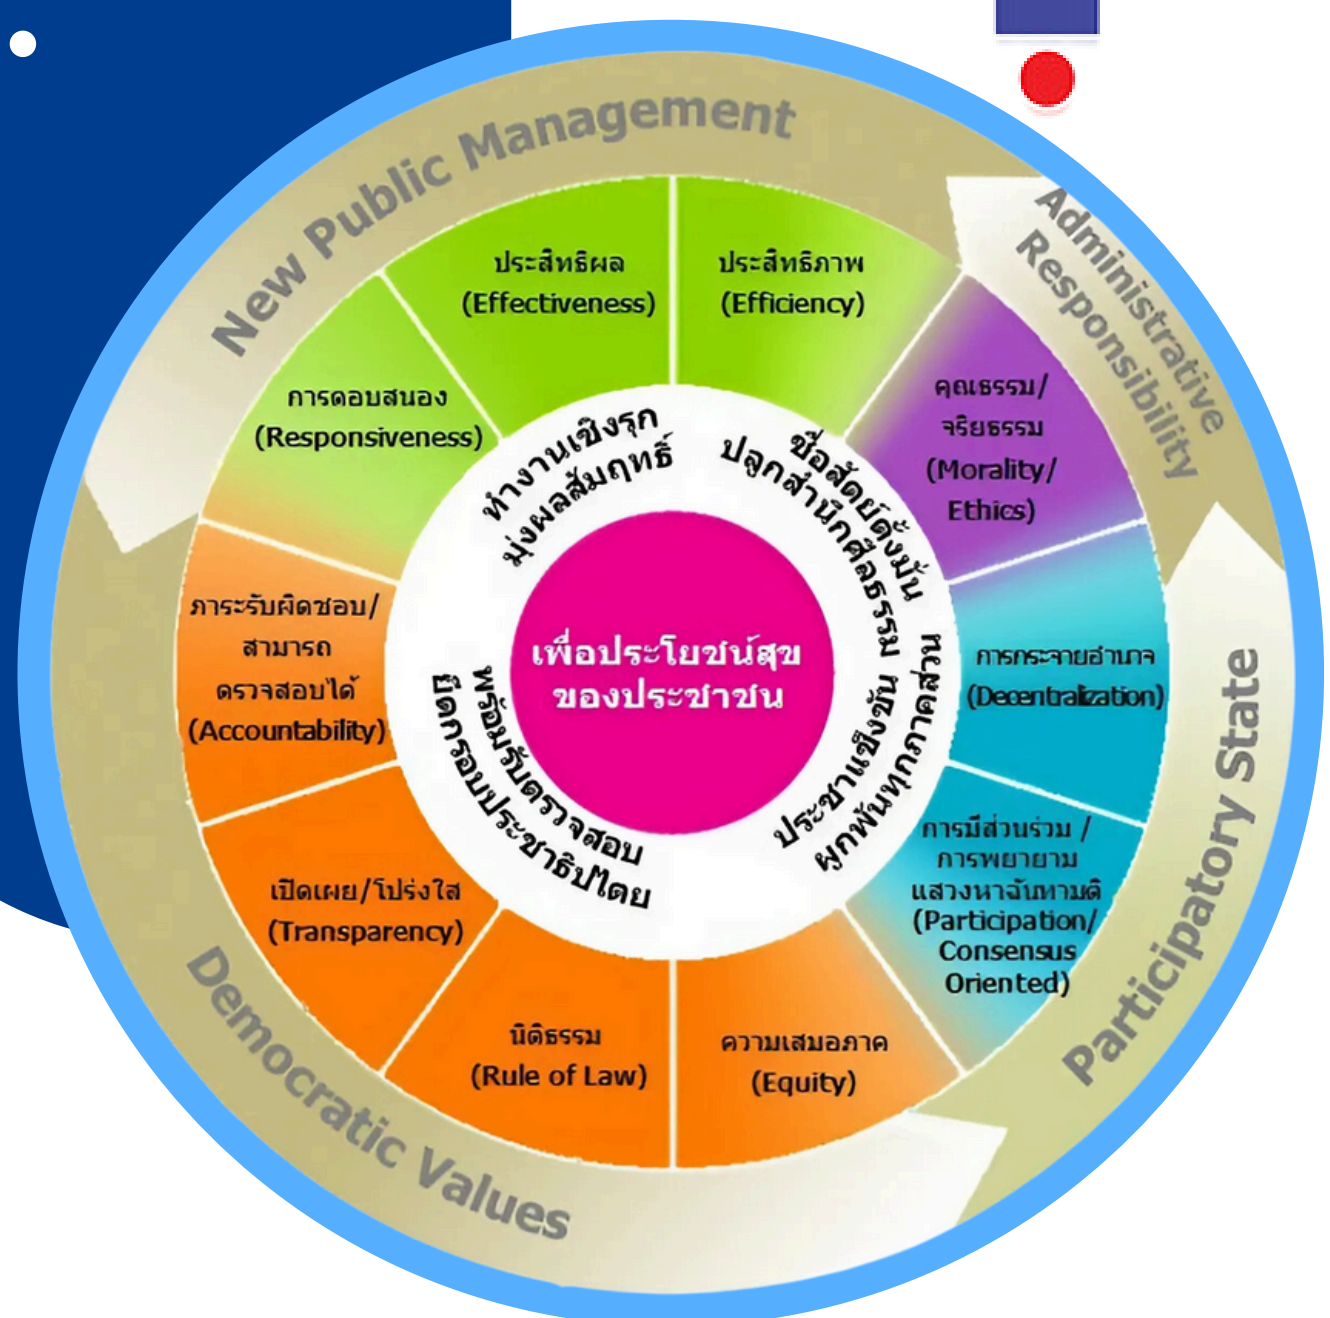 New Public Management
Administrative
Responsibility
Participatory State
Democratic Values
ประสิทธิผล
(Effectiveness)
ประสิทธิภาพ
(Efficiency)
คุณธรรม/
จริยธรรม
(Morality/
Ethics)
การกระจายอำนาจ
(Decentralization)
การมีส่วนร่วม /
การพยายาม
แสวงหาฉันทามติ
(Participation/
Consensus
Oriented)
ความเสมอภาค
(Equity)
นิติธรรม
(Rule of Law)
เปิดเผย/โปร่งใส
(Transparency)
ภาระรับผิดชอบ/
สามารถ
ตรวจสอบได้
(Accountability)
การตอบสนอง
(Responsiveness)
ทำงานเชิงรุก
มุ่งผลสัมฤทธิ์
ซื่อสัตย์ตั้งมั่น
ปลูกสำนึกศีลธรรม
ประชาแข็งขัน
ผูกพันทุกภาคส่วน
พร้อมรับตรวจสอบ
ยึดกรอบประชาธิปไตย
เพื่อประโยชน์สุข
ของประชาชน